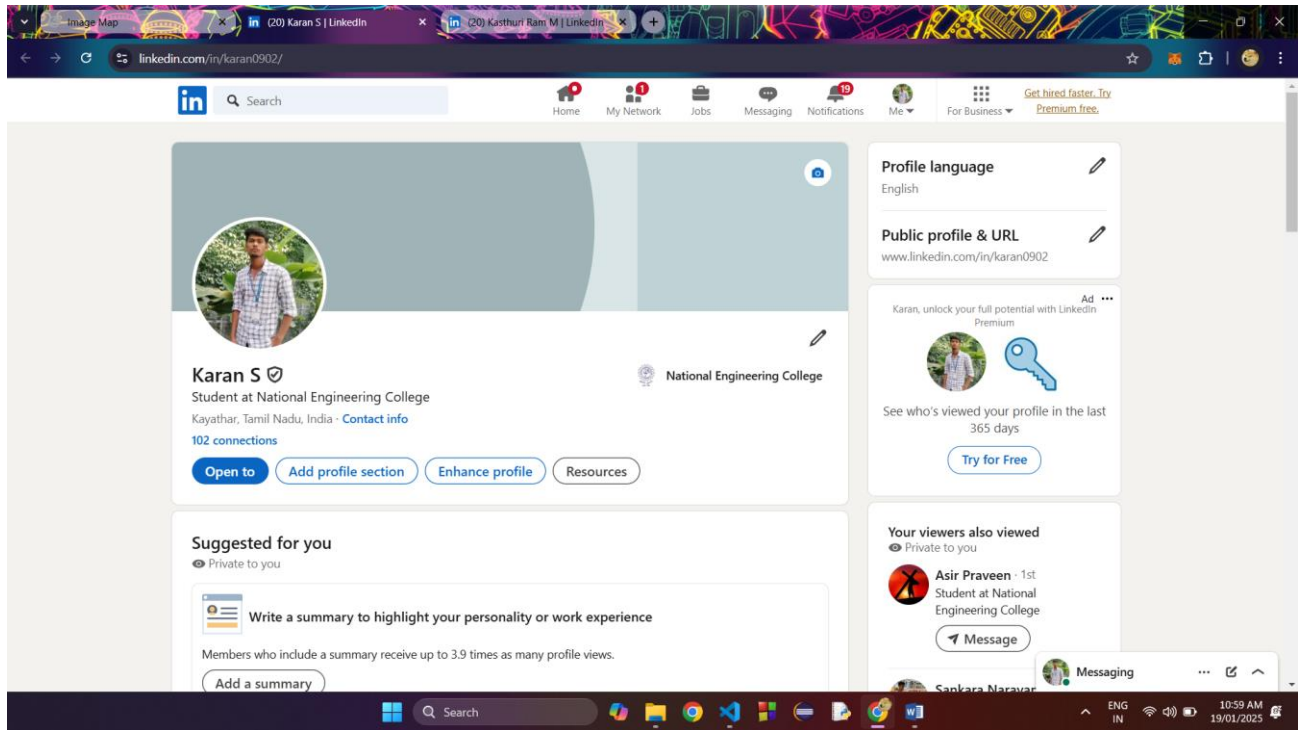 Image Map
in (20) Karan S | LinkedIn
in (20) Kasthuri Ram M | LinkedIn
linkedin.com/in/karan0902/
in
Search
Home
1
My Network
Jobs
Messaging
19
Notifications
Me
For Business
Get hired faster. Try
Premium free.
Karan S
Student at National Engineering College
Kayathar, Tamil Nadu, India · Contact info
102 connections
National Engineering College
Open to
Add profile section
Enhance profile
Resources
Suggested for you
Private to you
Write a summary to highlight your personality or work experience
Members who include a summary receive up to 3.9 times as many profile views.
Add a summary
Profile language
English
Public profile & URL
www.linkedin.com/in/karan0902
Ad
Karan, unlock your full potential with LinkedIn
Premium
See who's viewed your profile in the last
365 days
Try for Free
Your viewers also viewed
Private to you
Asir Praveen · 1st
Student at National
Engineering College
Message
Messaging
Search
ENG
IN
10:59 AM
19/01/2025